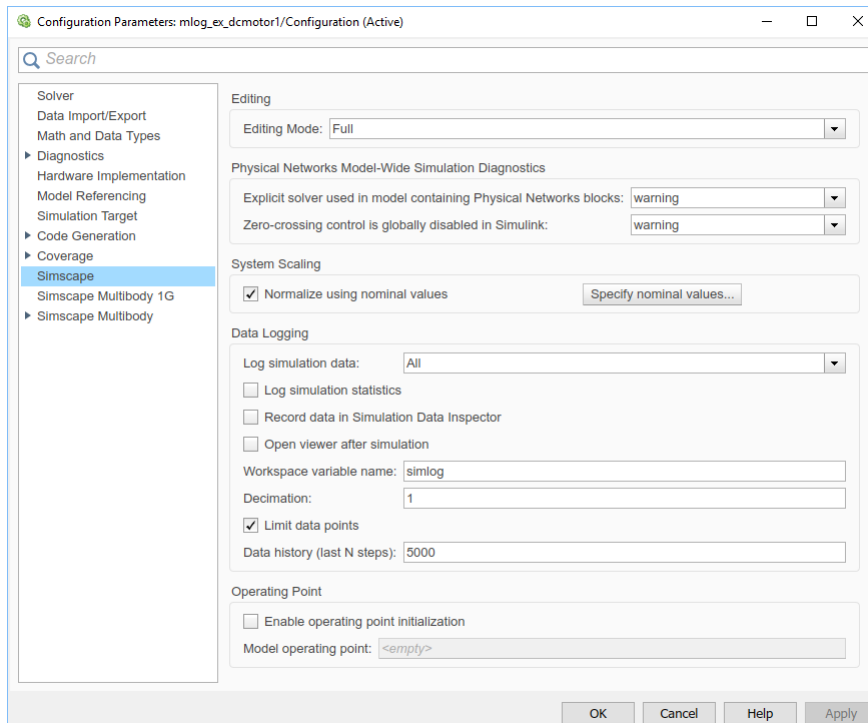 Configuration Parameters: mlog_ex_dcmotor1/Configuration (Active)
Search
Solver
Data Import/Export
Math and Data Types
Diagnostics
Hardware Implementation
Model Referencing
Simulation Target
Code Generation
Coverage
Simscape
Simscape Multibody 1G
Simscape Multibody
Editing
Editing Mode: Full
Physical Networks Model-Wide Simulation Diagnostics
Explicit solver used in model containing Physical Networks blocks: warning
Zero-crossing control is globally disabled in Simulink: warning
System Scaling
Normalize using nominal values Specify nominal values...
Data Logging
Log simulation data: All
Log simulation statistics
Record data in Simulation Data Inspector
Open viewer after simulation
Workspace variable name: simlog
Decimation: 1
Limit data points
Data history (last N steps): 5000
Operating Point
Enable operating point initialization
Model operating point: <empty>
OK Cancel Help Apply